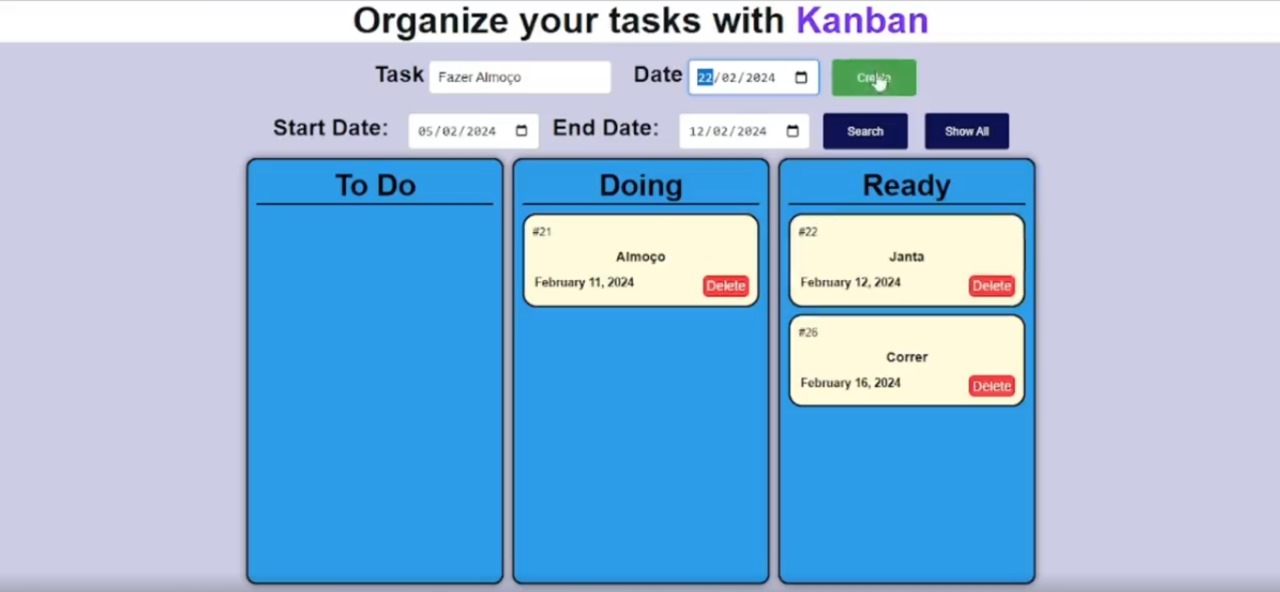 Organize your tasks with Kanban
Task Fazer Almoço Date 22/02/2024
Start Date: 05/02/2024 End Date: 12/02/2024 Search Show All
To Do
Doing
#21
Almoço
February 11, 2024 Delete
Ready
#22
Janta
February 12, 2024 Delete
#26
Correr
February 16, 2024 Delete